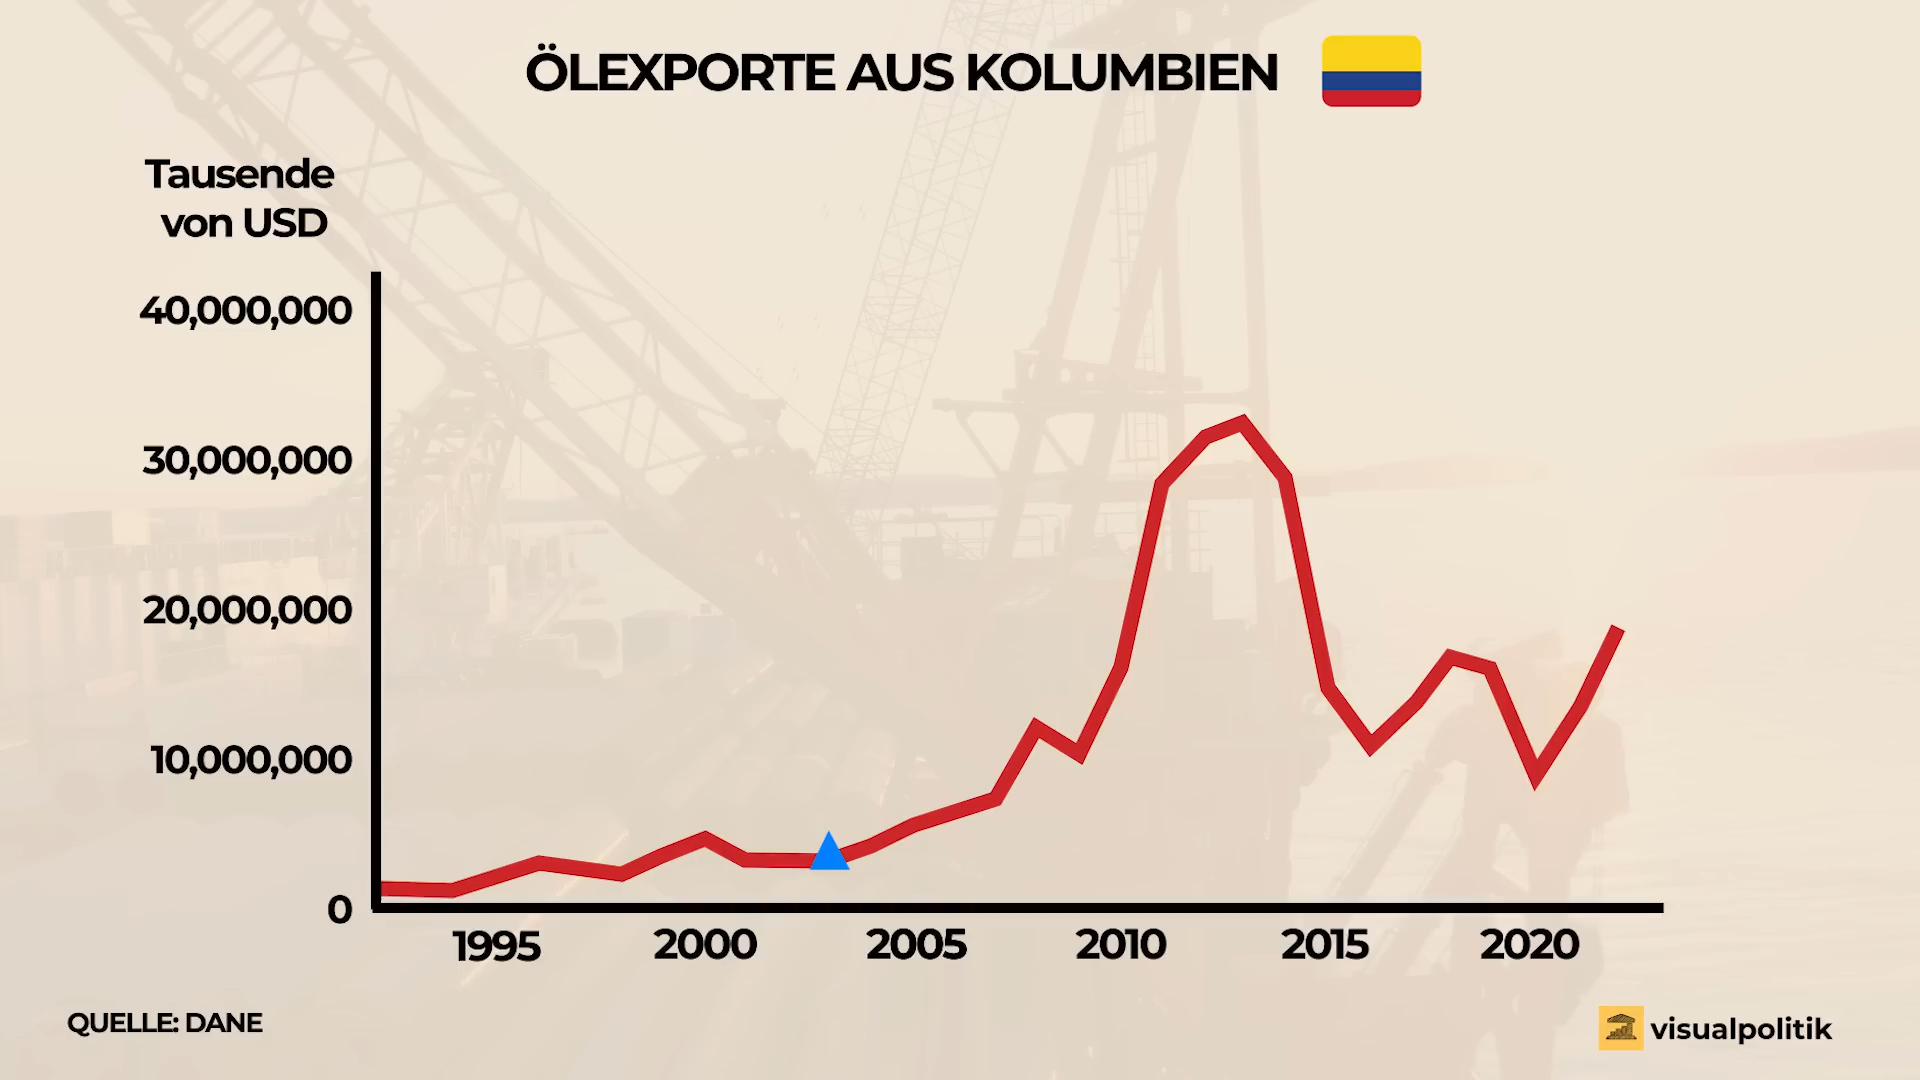 ÖLEXPORTE AUS KOLUMBIEN
Tausende
von USD
40,000,000
30,000,000
20,000,000
10,000,000
0
1995 2000 2005 2010 2015 2020
QUELLE: DANE
visualpolitik